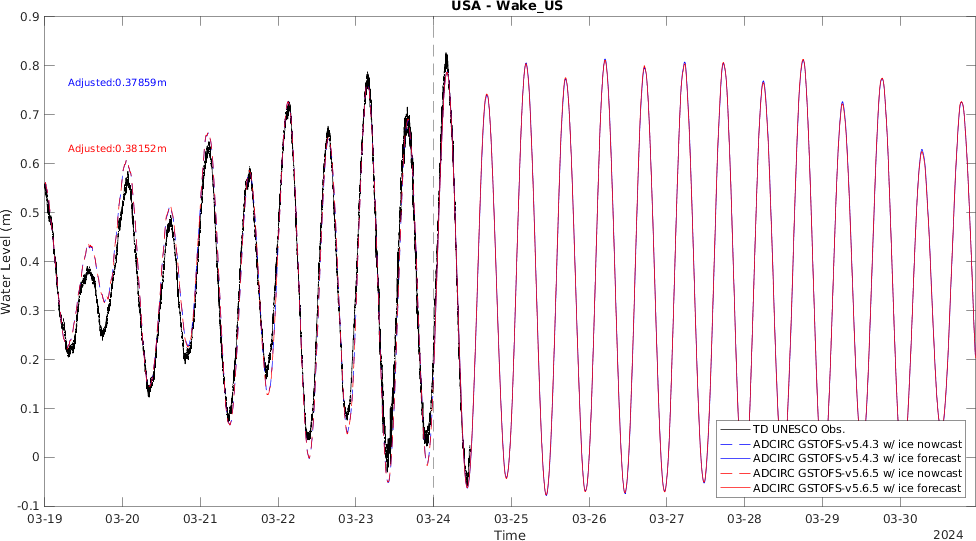 USA - Wake_US
0.9
0.8
0.7
0.6
0.5
0.4
0.3
0.2
0.1
0
-0.1
Water Level (m)
Adjusted:0.37859m
Adjusted:0.38152m
TD UNESCO Obs.
ADCIRC GSTOFS-v5.4.3 w/ ice nowcast
ADCIRC GSTOFS-v5.4.3 w/ ice forecast
ADCIRC GSTOFS-v5.6.5 w/ ice nowcast
ADCIRC GSTOFS-v5.6.5 w/ ice forecast
03-19 03-20 03-21 03-22 03-23 03-24 03-25 03-26 03-27 03-28 03-29 03-30
Time
2024